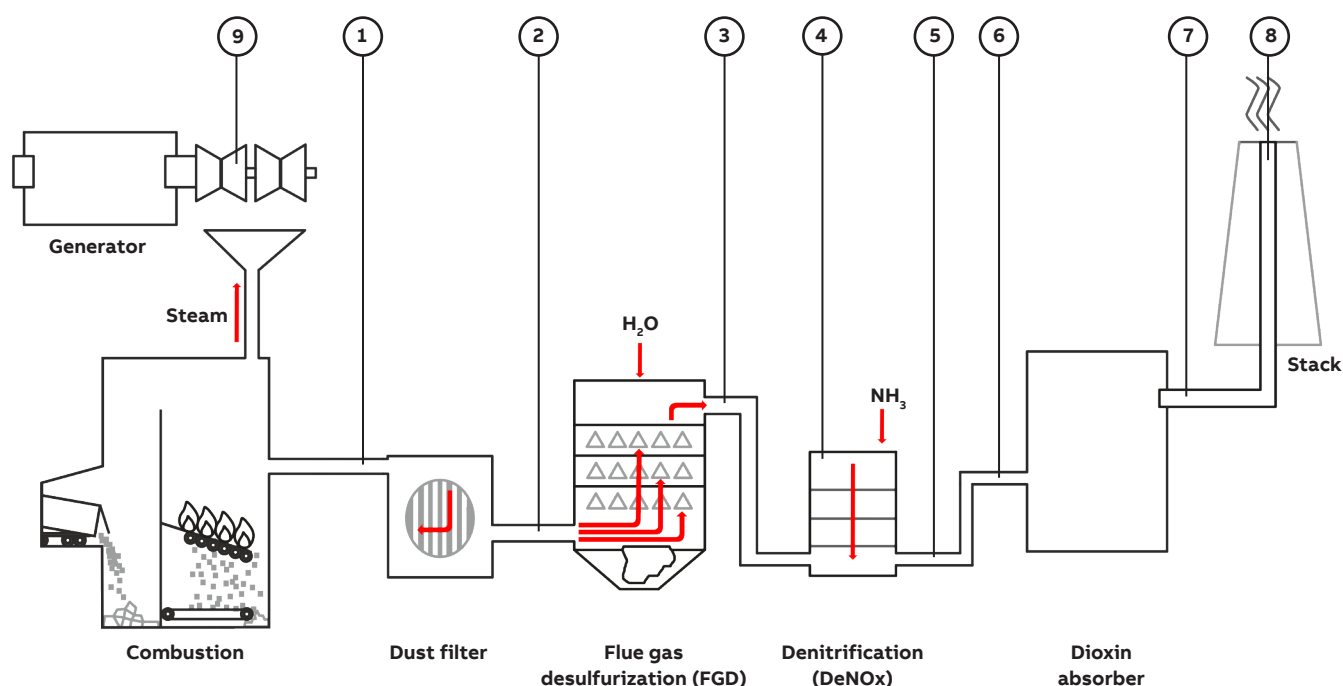 9 1 2 3 4 5 6 7 8
Generator
Steam
H₂O
NH₃
Stack
Combustion
Dust filter
Flue gas
desulfurization (FGD)
Denitrification
(DeNOx)
Dioxin
absorber